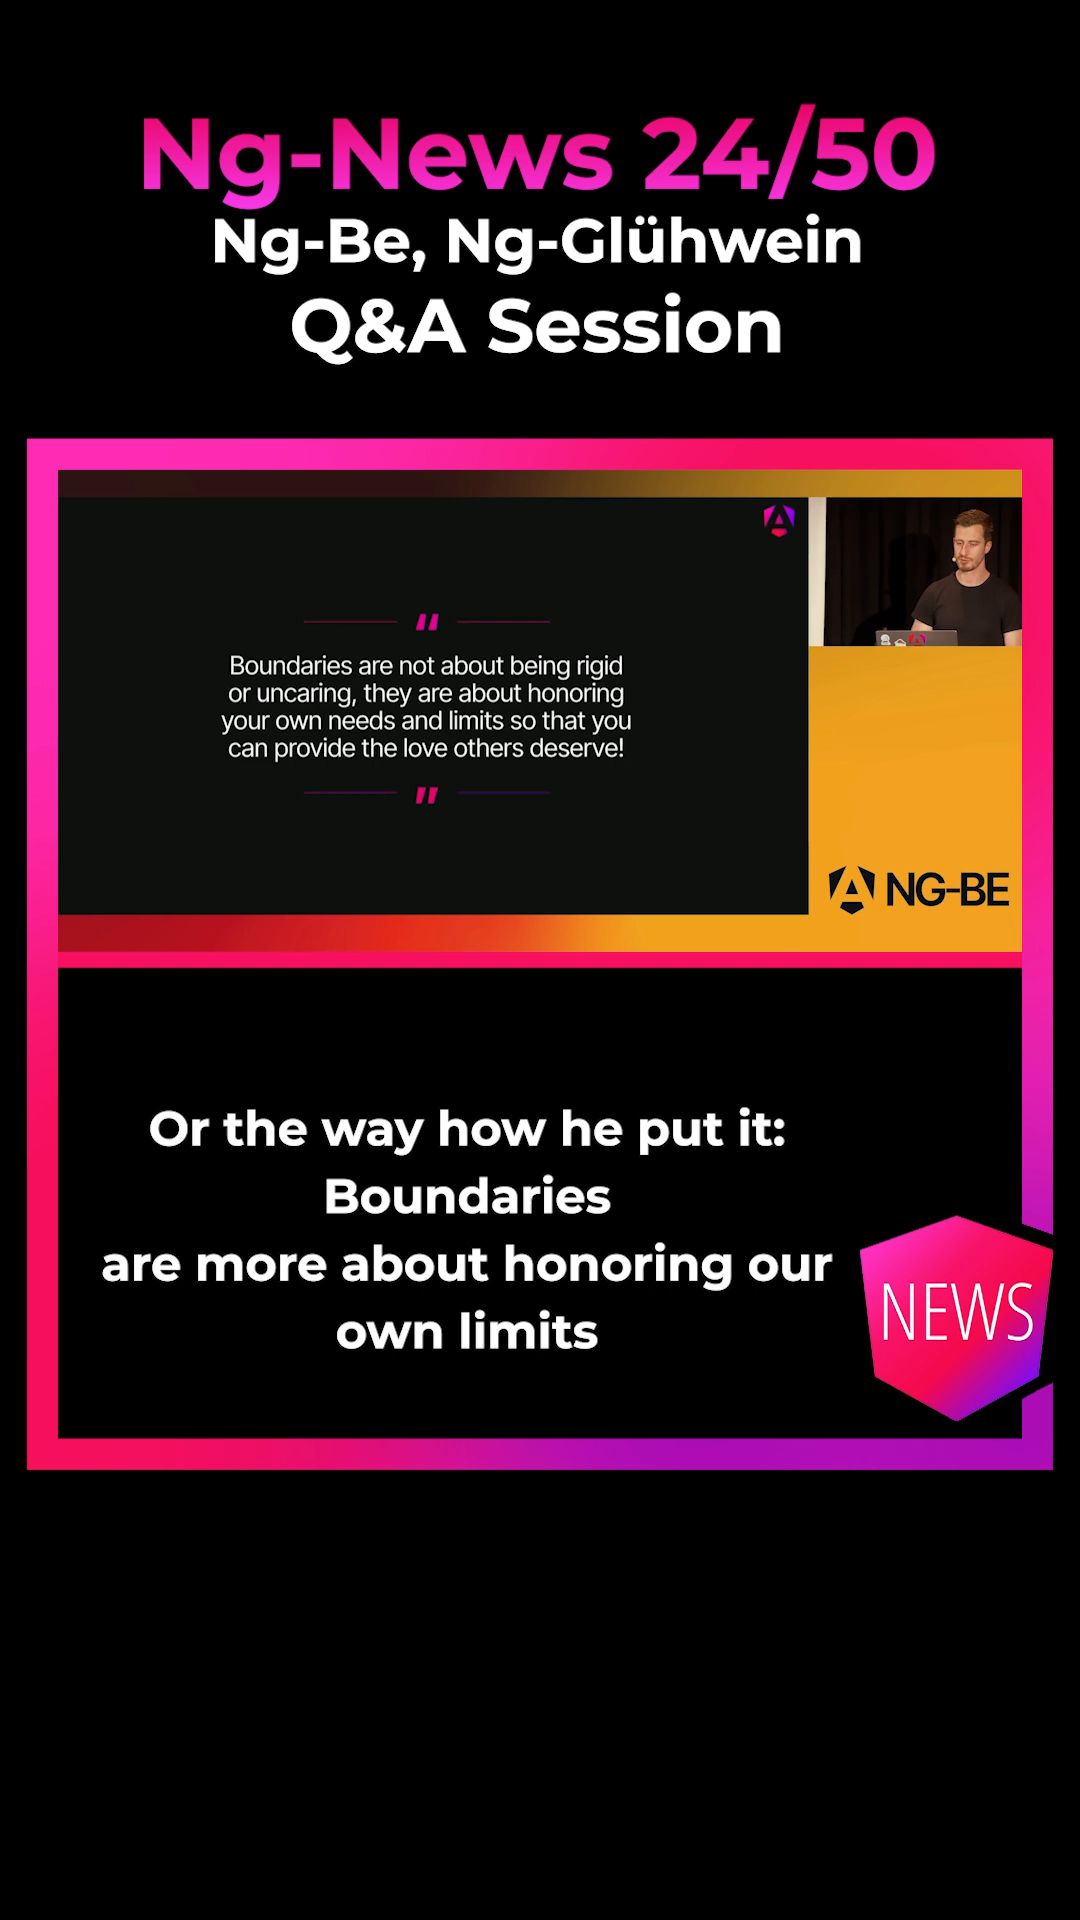 Ng-News 24/50
Ng-Be, Ng-Glühwein
Q&A Session
"
Boundaries are not about being rigid
or uncaring, they are about honoring
your own needs and limits so that you
can provide the love others deserve!
"
NG-BE
Or the way how he put it:
Boundaries
are more about honoring our
own limits
NEWS